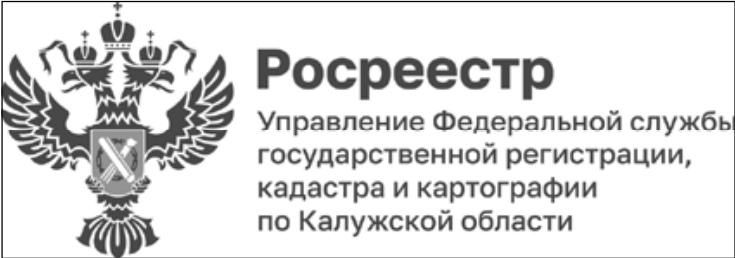 Росреестр
Управление Федеральной службы
государственной регистрации,
кадастра и картографии
по Калужской области